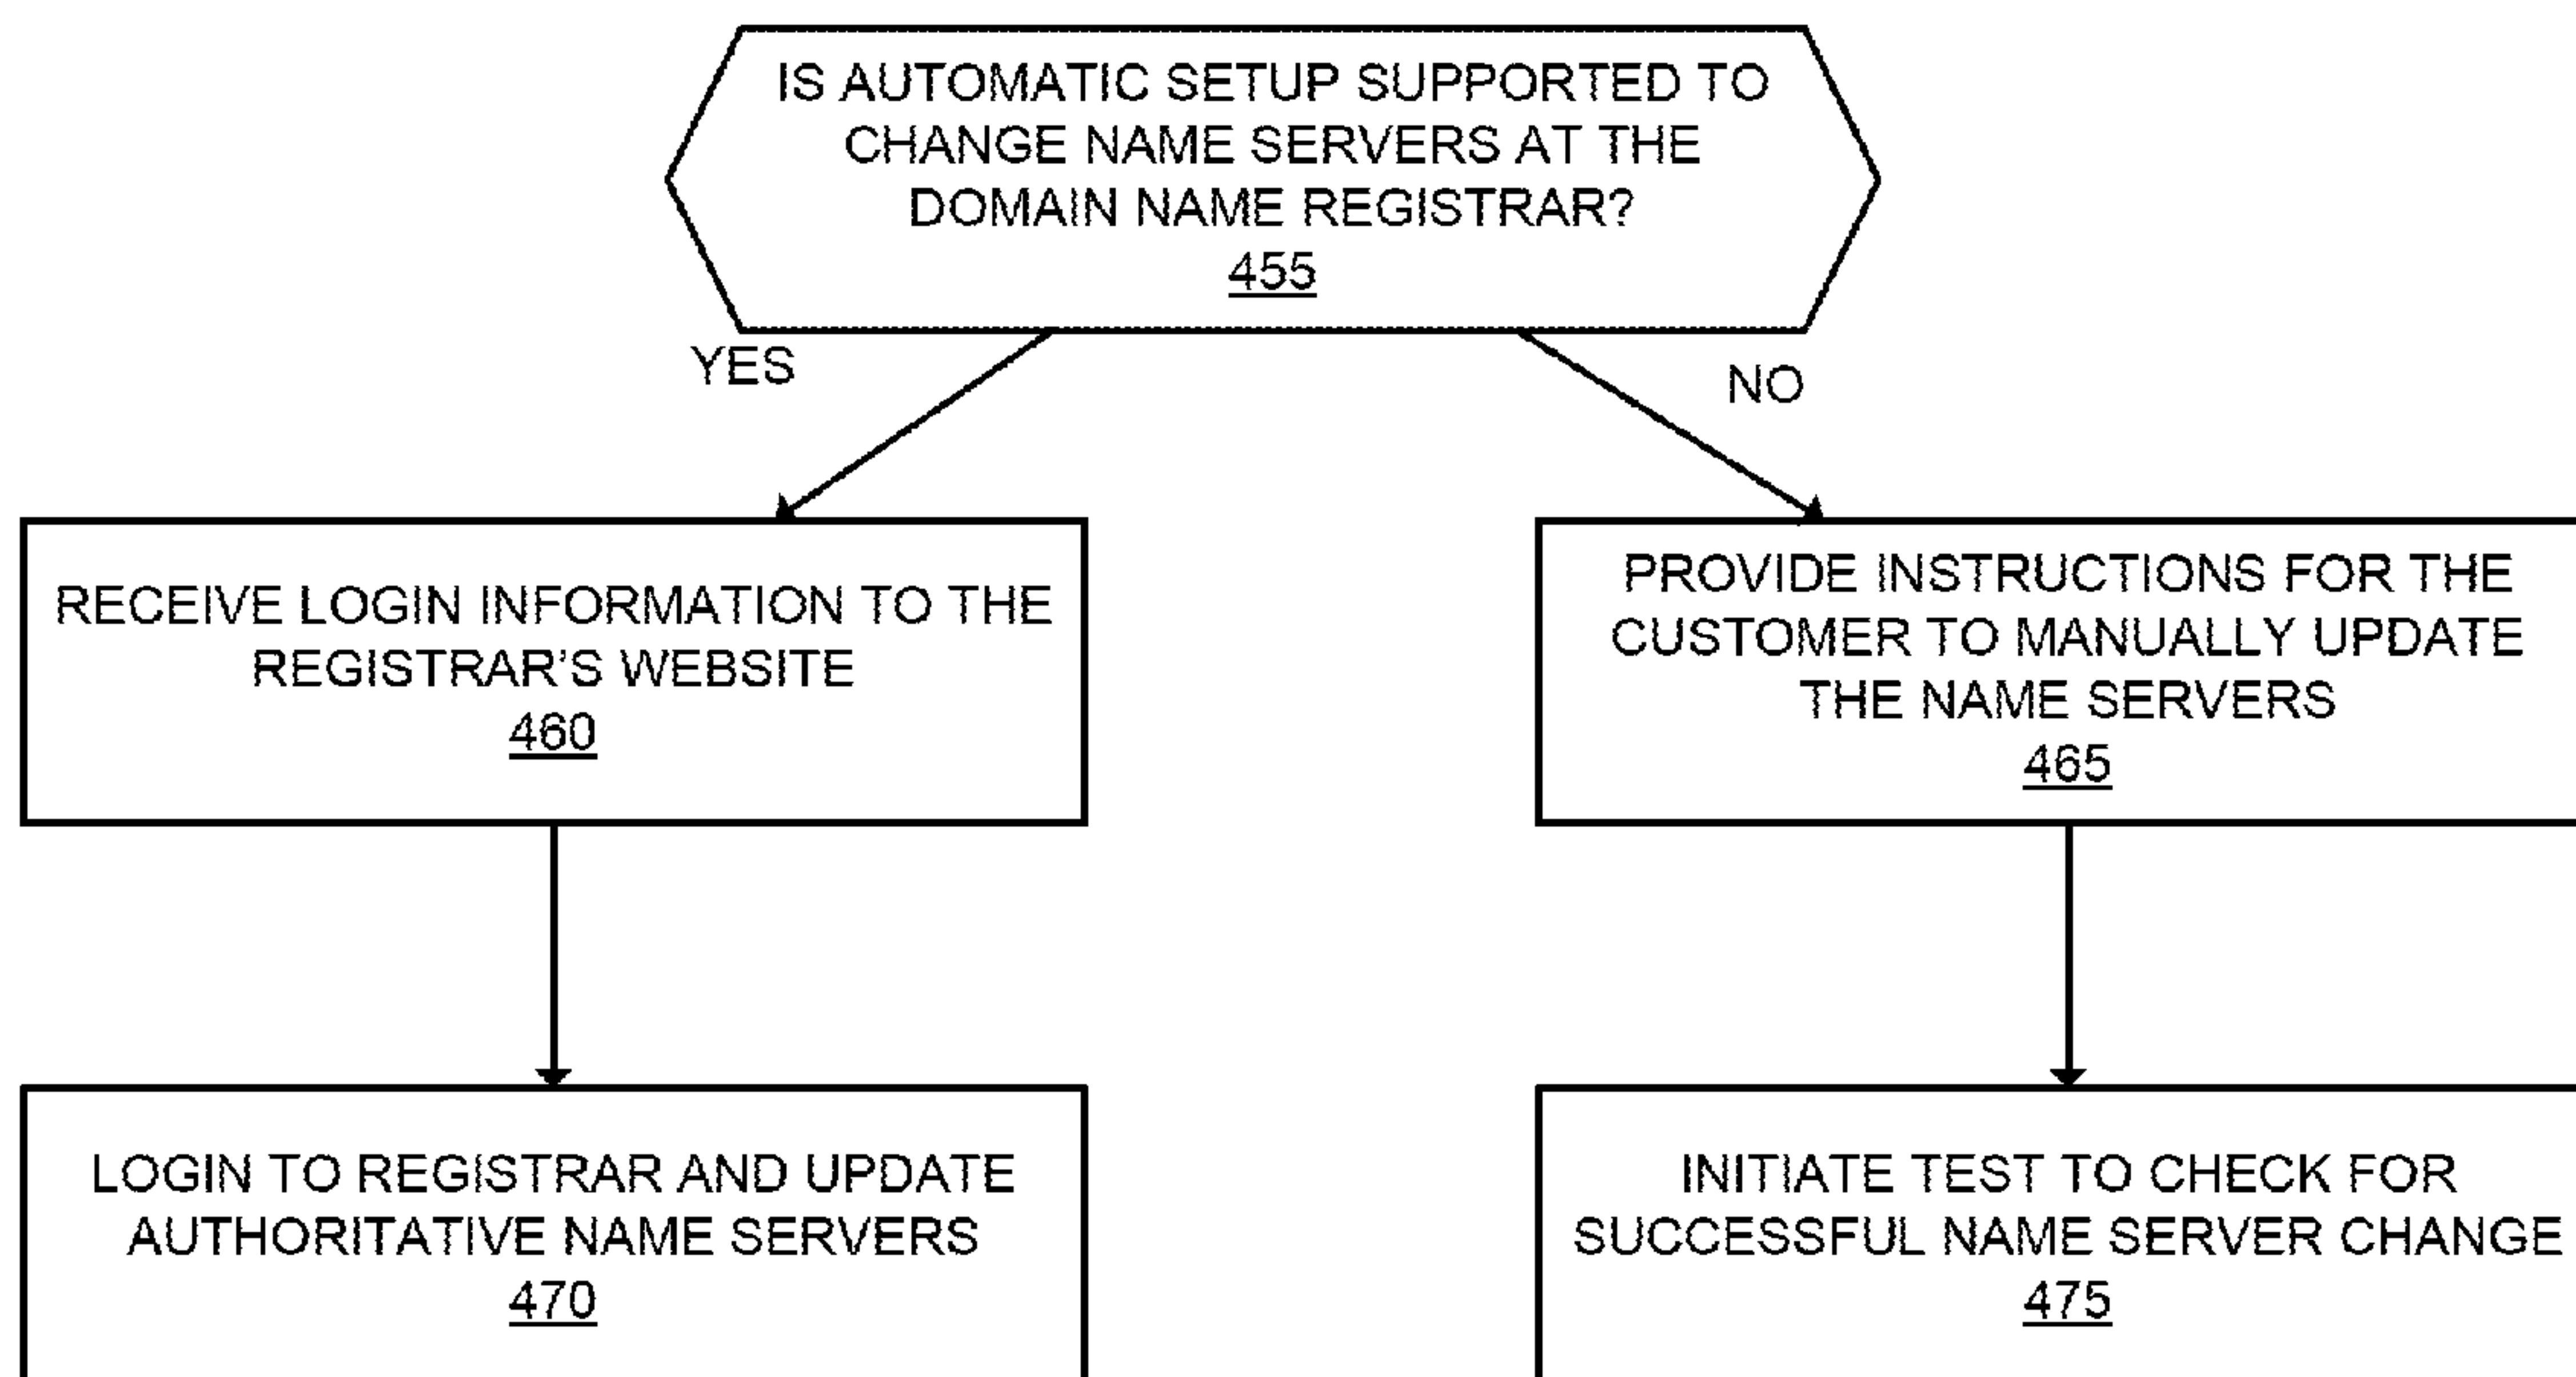 IS AUTOMATIC SETUP SUPPORTED TO
CHANGE NAME SERVERS AT THE
DOMAIN NAME REGISTRAR?
455
YES
NO
RECEIVE LOGIN INFORMATION TO THE
REGISTRAR'S WEBSITE
460
PROVIDE INSTRUCTIONS FOR THE
CUSTOMER TO MANUALLY UPDATE
THE NAME SERVERS
465
LOGIN TO REGISTRAR AND UPDATE
AUTHORITATIVE NAME SERVERS
470
INITIATE TEST TO CHECK FOR
SUCCESSFUL NAME SERVER CHANGE
475